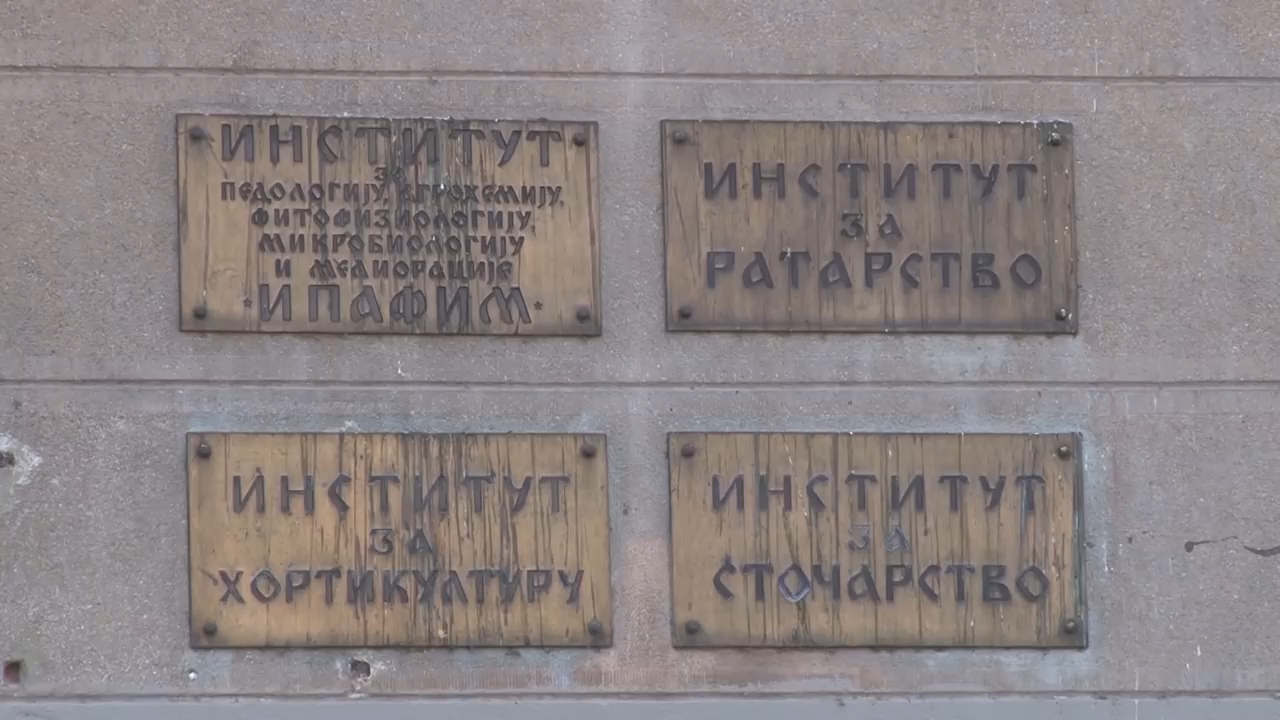 ИНСТИТУТ
ЗА
ПЕДОЛОГИЈУ, АГРОХЕМИЈУ,
ФИТОФИЗИОЛОГИЈУ,
МИКРОБИОЛОГИЈУ
И МЕЛИОРАЦИЈЕ
·ИПАФИМ·
ИНСТИТУТ
ЗА
РАТАРСТВО
ИНСТИТУТ
ЗА
ХОРТИКУЛТУРУ
ИНСТИТУТ
ЗА
СТОЧАРСТВО